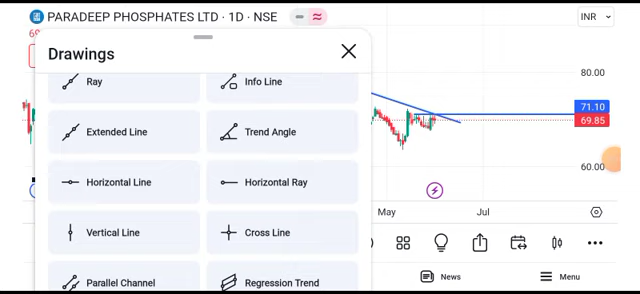 PARADEEP PHOSPHATES LTD · 1D · NSE
INR
69
Drawings
Ray
Info Line
80.00
71.10
69.85
Extended Line
Trend Angle
Horizontal Line
Horizontal Ray
60.00
May
Jul
Vertical Line
Cross Line
News
Menu
Parallel Channel
Regression Trend